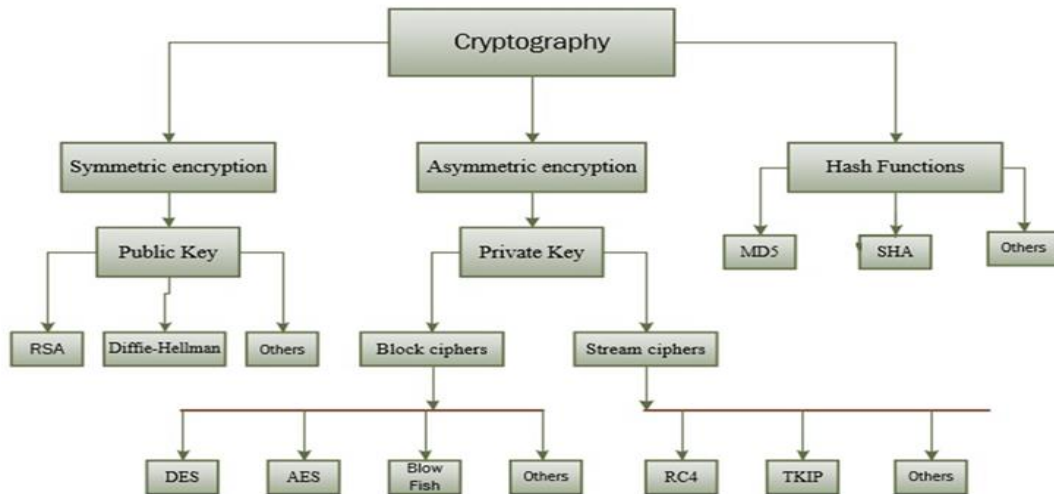 Cryptography
Symmetric encryption
Asymmetric encryption
Hash Functions
Public Key
Private Key
MD5
SHA
Others
RSA
Diffie-Hellman
Others
Block ciphers
Stream ciphers
DES
AES
Blow
Fish
Others
RC4
TKIP
Others